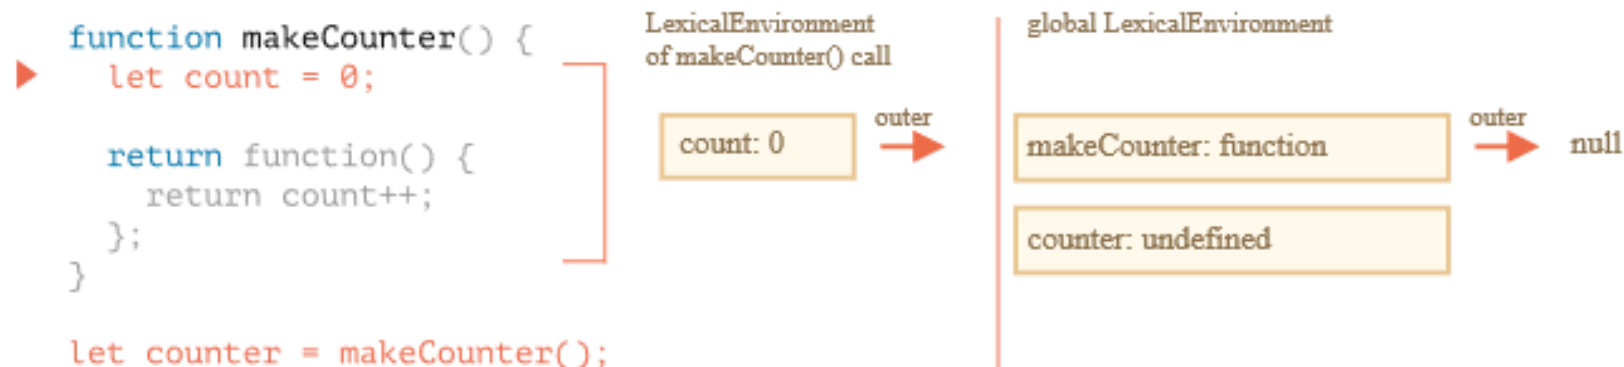 function makeCounter() {
let count = 0;
return function() {
return count++;
};
}
let counter = makeCounter();
LexicalEnvironment
of makeCounter() call
count: 0
outer
global LexicalEnvironment
makeCounter: function
outer
null
counter: undefined